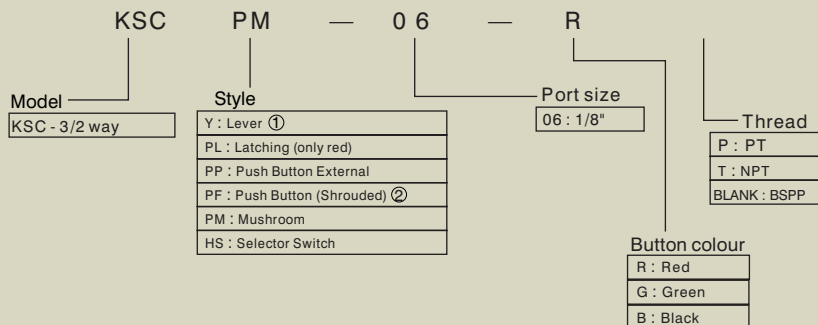 KSC PM — 06 — R
Model
KSC - 3/2 way
Style
Y : Lever ①
PL : Latching (only red)
PP : Push Button External
PF : Push Button (Shrouded) ②
PM : Mushroom
HS : Selector Switch
Port size
06 : 1/8"
Thread
P : PT
T : NPT
BLANK : BSPP
Button colour
R : Red
G : Green
B : Black